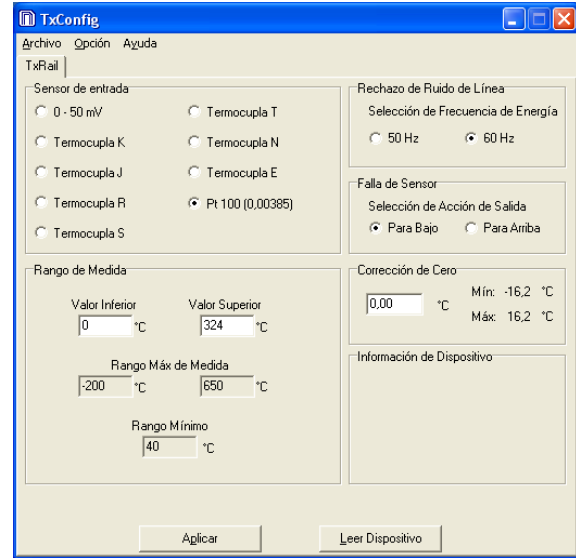 TxConfig
Archivo Opción Ayuda
TxRail
Sensor de entrada
0 - 50 mV
Termocupla T
Termocupla K
Termocupla N
Termocupla J
Termocupla E
Termocupla R
Pt 100 (0,00385)
Termocupla S
Rechazo de Ruido de Línea
Selección de Frecuencia de Energía
50 Hz
60 Hz
Falla de Sensor
Selección de Acción de Salida
Para Bajo
Para Arriba
Rango de Medida
Valor Inferior
Valor Superior
0 °C
324 °C
Rango Máx de Medida
-200 °C
650 °C
Rango Mínimo
40 °C
Corrección de Cero
0,00 °C
Mín: -16,2 °C
Máx: 16,2 °C
Información de Dispositivo
Aplicar
Leer Dispositivo